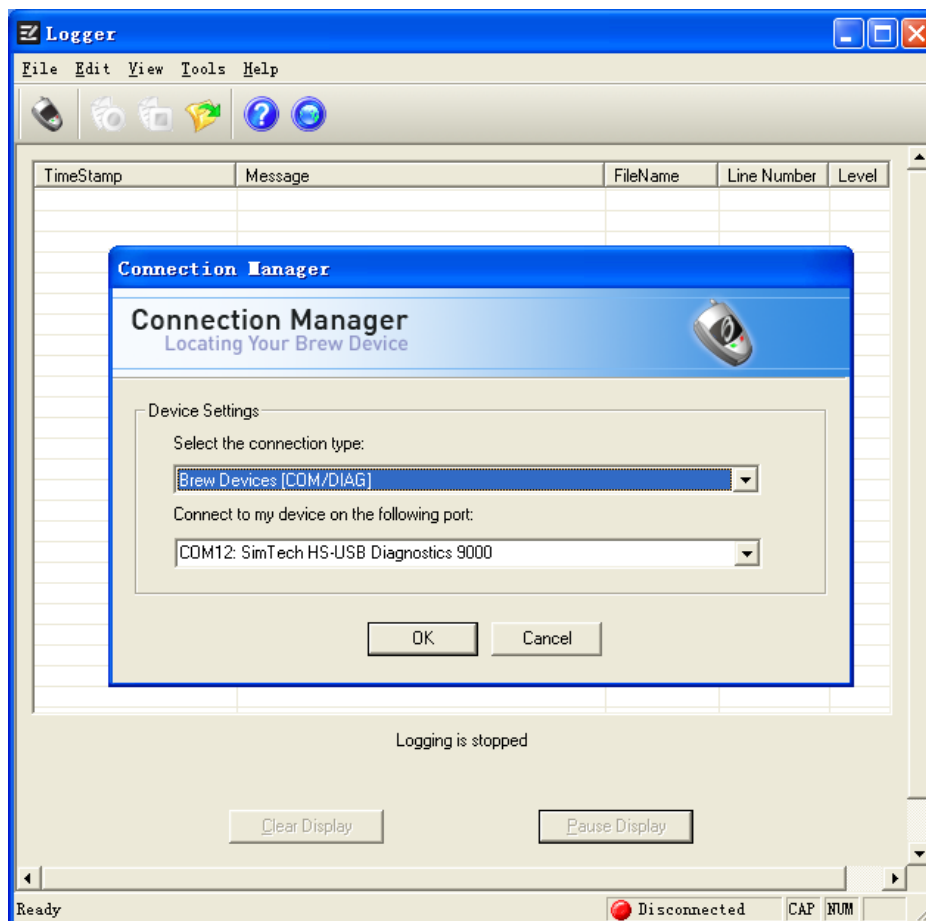 Logger
File Edit View Tools Help
TimeStamp Message FileName Line Number Level
Connection Manager
Connection Manager
Locating Your Brew Device
Device Settings
Select the connection type:
Brew Devices [COM/DIAG]
Connect to my device on the following port:
COM12: SimTech HS-USB Diagnostics 9000
OK Cancel
Logging is stopped
Clear Display Pause Display
Ready Disconnected CAP NUM